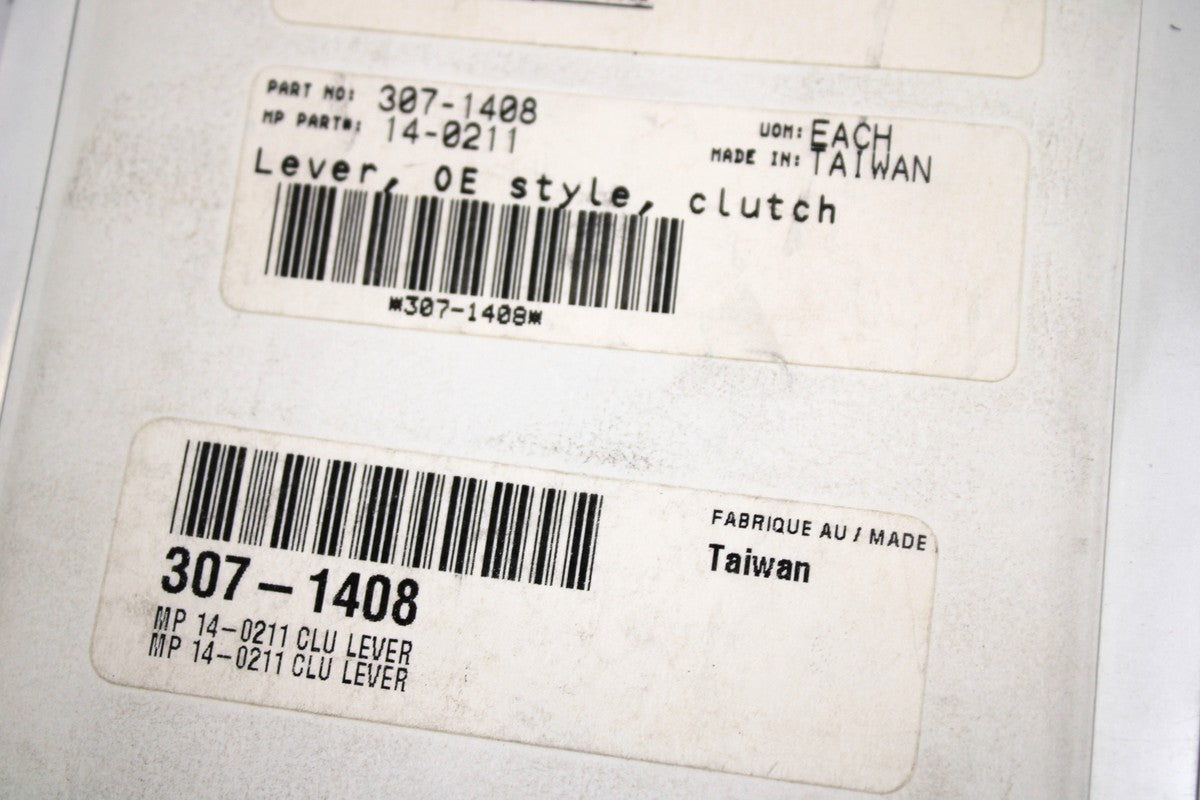 PART NO: 307-1408
MP PART#: 14-0211
UOM: EACH
MADE IN: TAIWAN
Lever, OE style, clutch
*307-1408*
307-1408
MP 14-0211 CLU LEVER
MP 14-0211 CLU LEVER
FABRIQUE AU / MADE
Taiwan